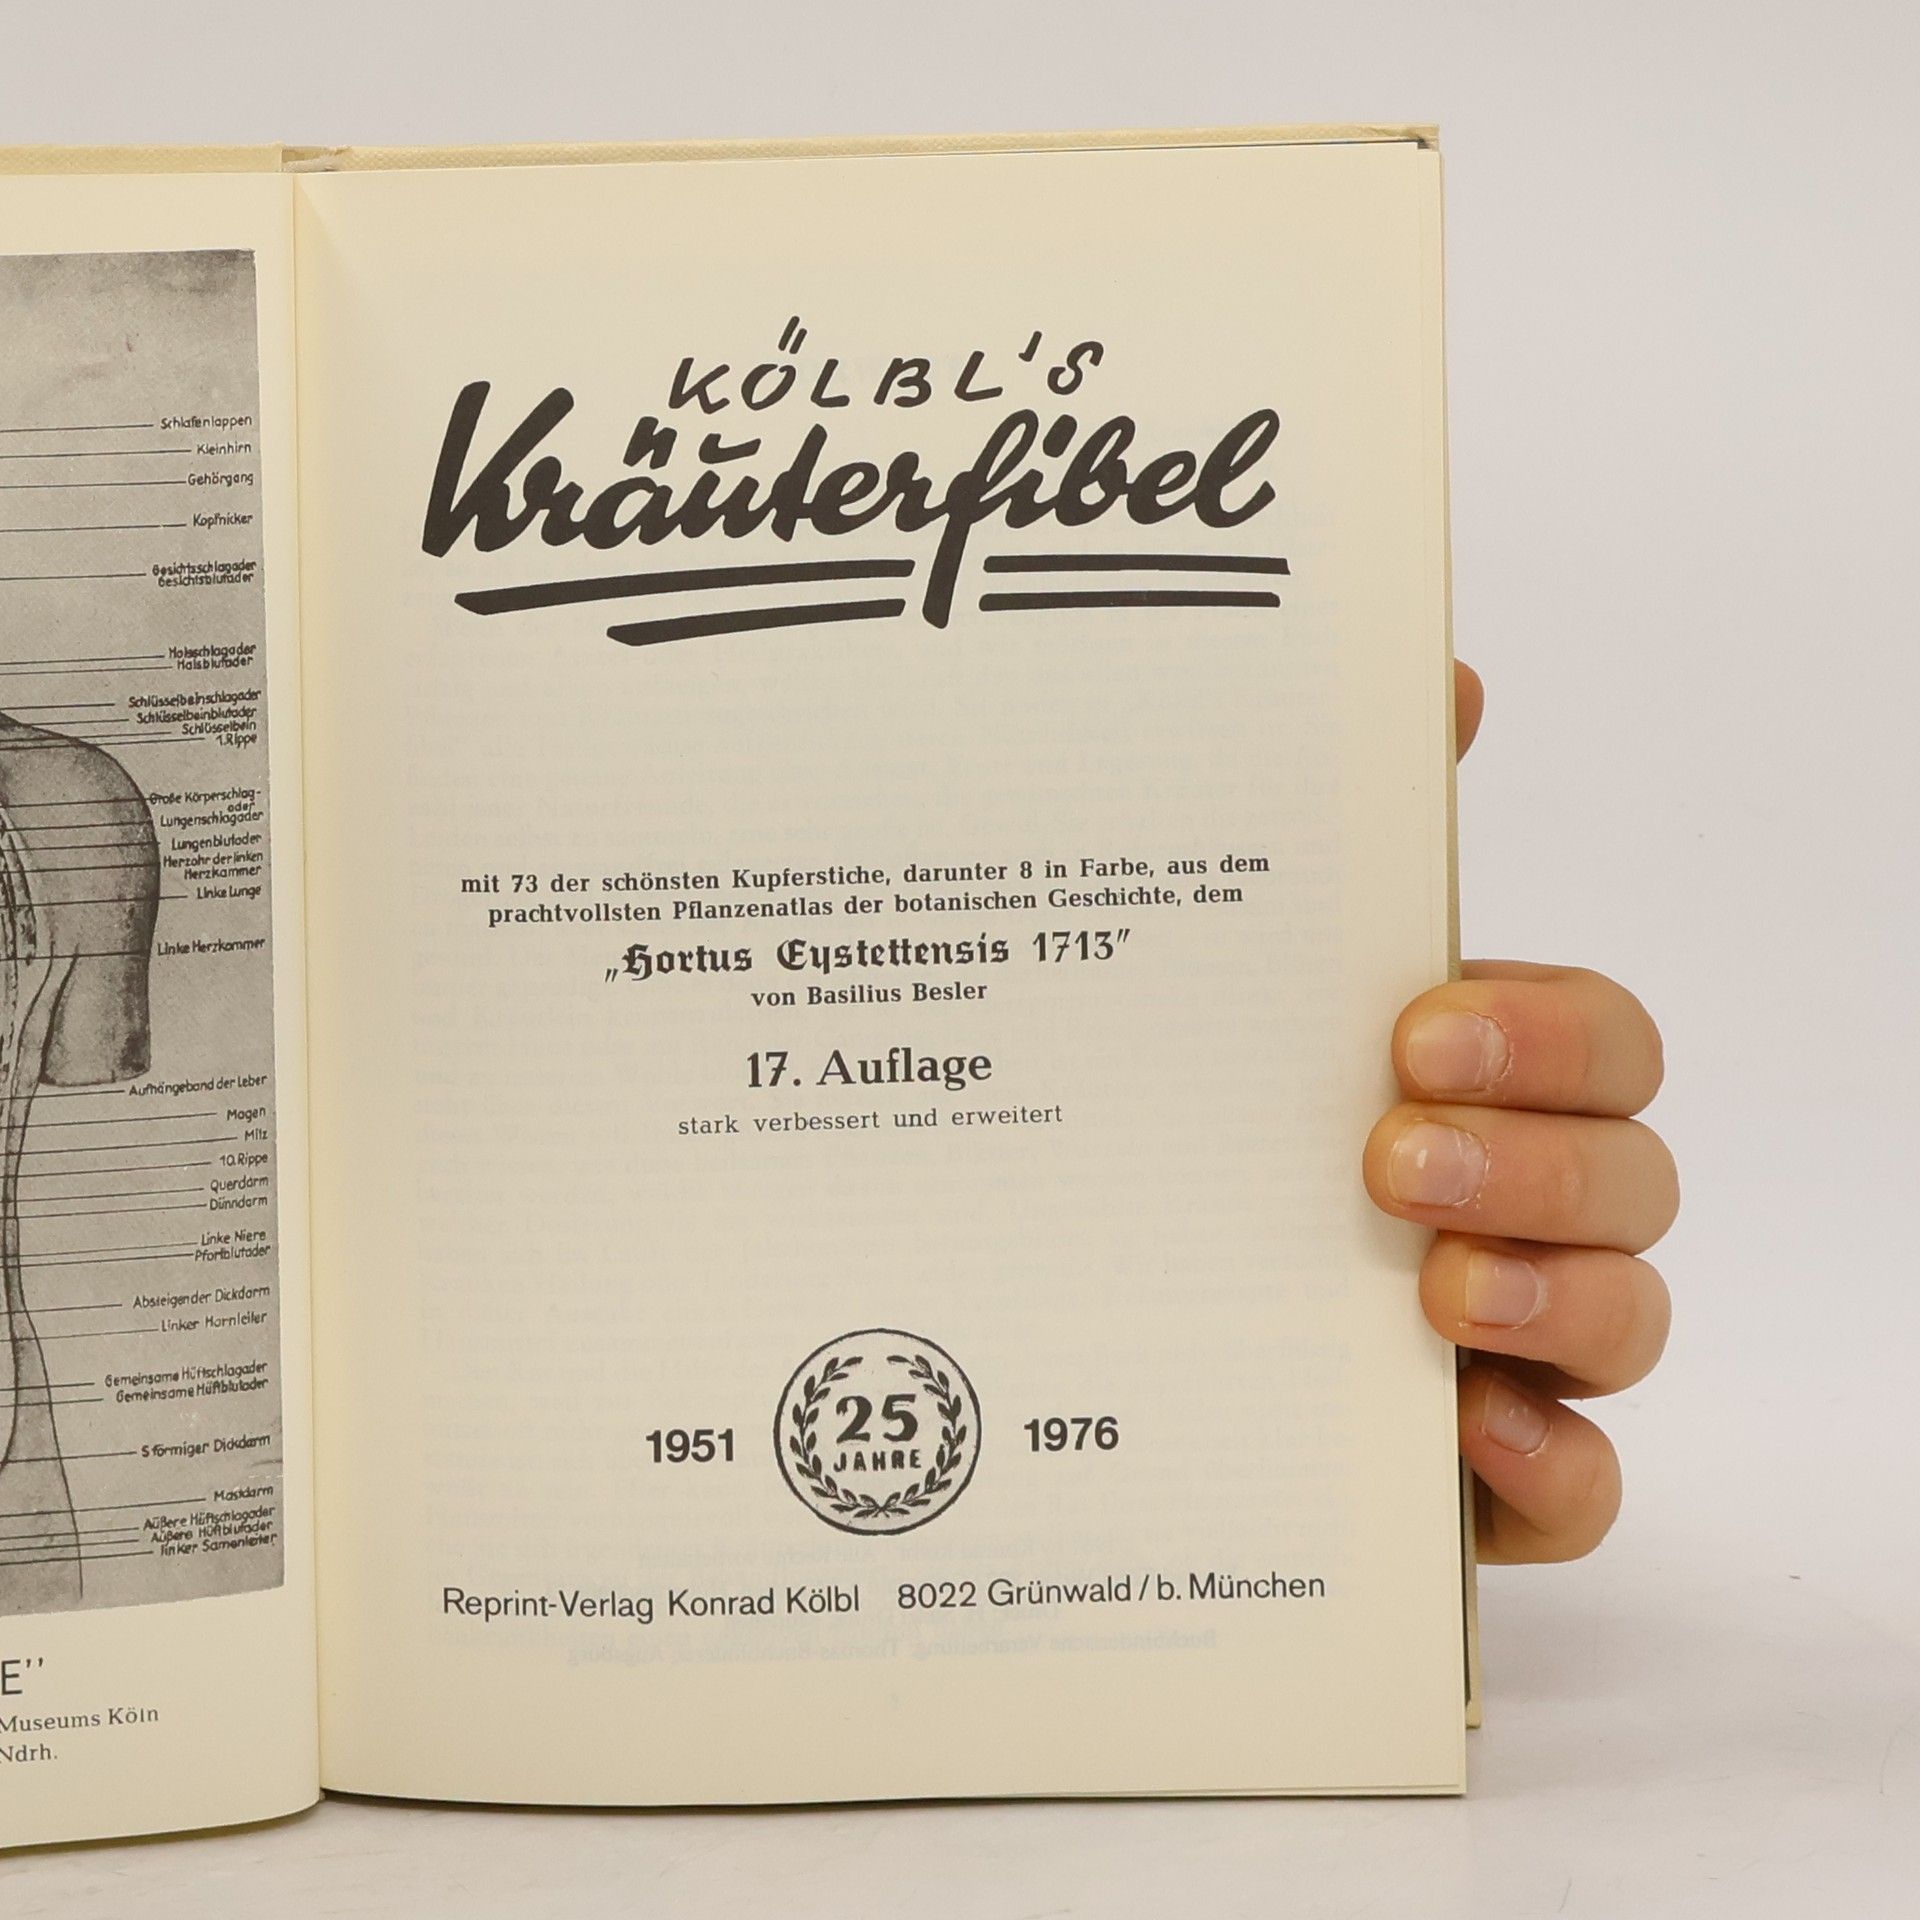 Schlafenlappen
Kleinhirn
Gehörgang
Kopfnicker
Gesichtsschlagader
Gesichtsblutader
Halsschlagader
Halsblutader
Schlüsselbeinschlagader
Schlüsselbeinblutader
Schlüsselbein
1.Rippe
Große Körperschlag-
oder
Lungenschlagader
Lungenblutader
Herzohr der linken
Herzkammer
Linke Lunge
Linke Herzkammer
Aufhängeband der Leber
Magen
Milz
10.Rippe
Querdarm
Dünndarm
Linke Niere
Pfortblutader
Absteigender Dickdarm
Linker Harnleiter
Gemeinsame Hüftschlagader
Gemeinsame Hüftblutader
S förmiger Dickdarm
Mastdarm
Äüßere Hüftschlagader
Äüßere Hüftblutader
linker Samenleiter
E''
Museums Köln
Ndrh.
KÖLBL'S
Kräuterfibel
mit 73 der schönsten Kupferstiche, darunter 8 in Farbe, aus dem
prachtvollsten Pflanzenatlas der botanischen Geschichte, dem
„Hortus Eystettensis 1713"
von Basilius Besler
17. Auflage
stark verbessert und erweitert
1951 25 JAHRE 1976
Reprint-Verlag Konrad Kölbl 8022 Grünwald / b. München